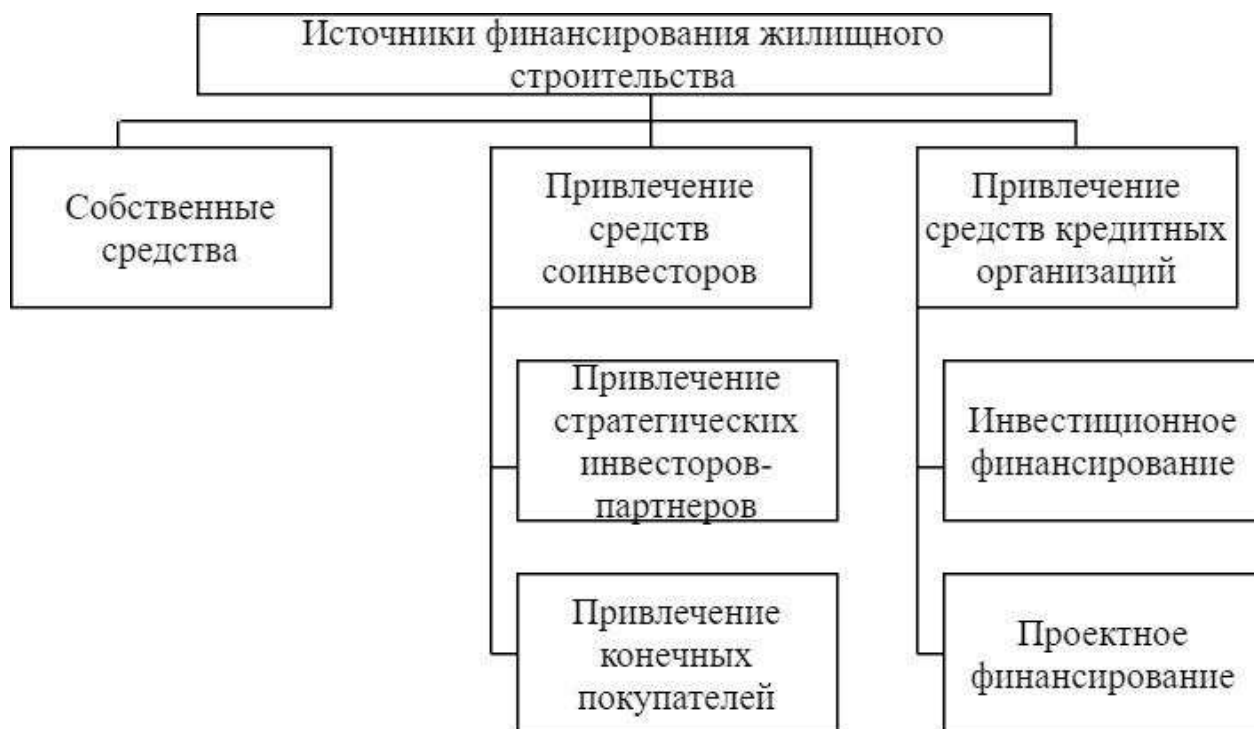 Источники финансирования жилищного
строительства
Собственные
средства
Привлечение
средств
соинвесторов
Привлечение
средств кредитных
организаций
Привлечение
стратегических
инвесторов-
партнеров
Инвестиционное
финансирование
Привлечение
конечных
покупателей
Проектное
финансирование